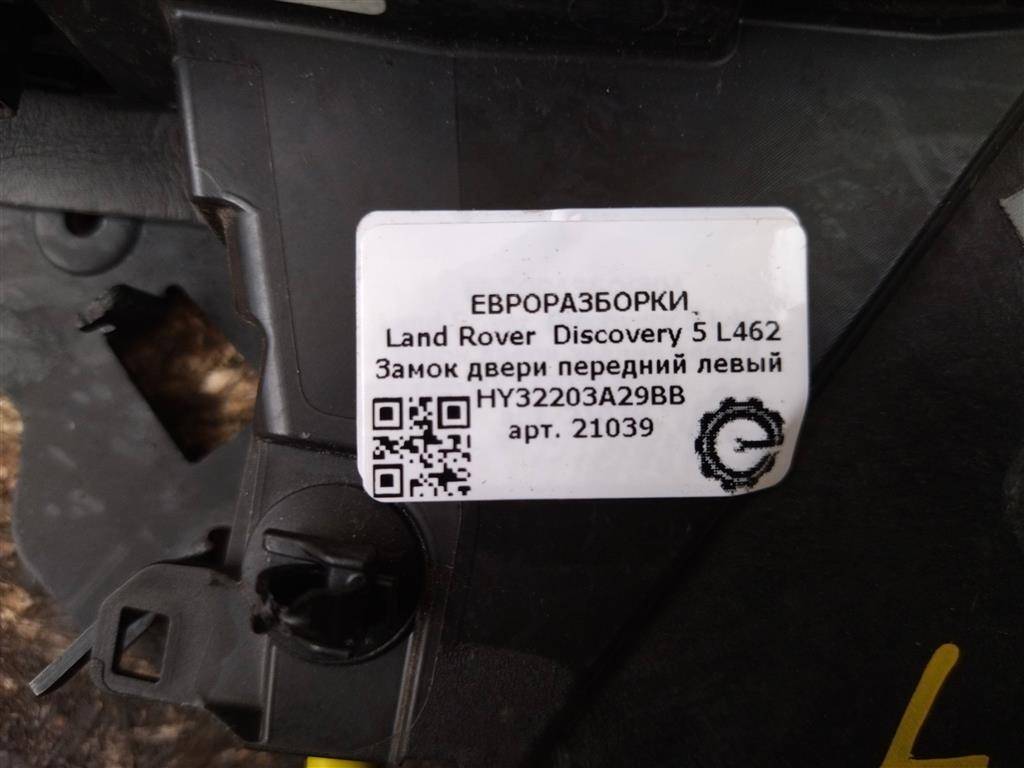 ЕВРОРАЗБОРКИ
Land Rover Discovery 5 L462
Замок двери передний левый
HY32203A29BB
арт. 21039